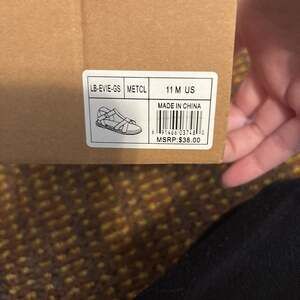 LB-EVIE-GS METCL 11 M US
MADE IN CHINA
MSRP:$38.00